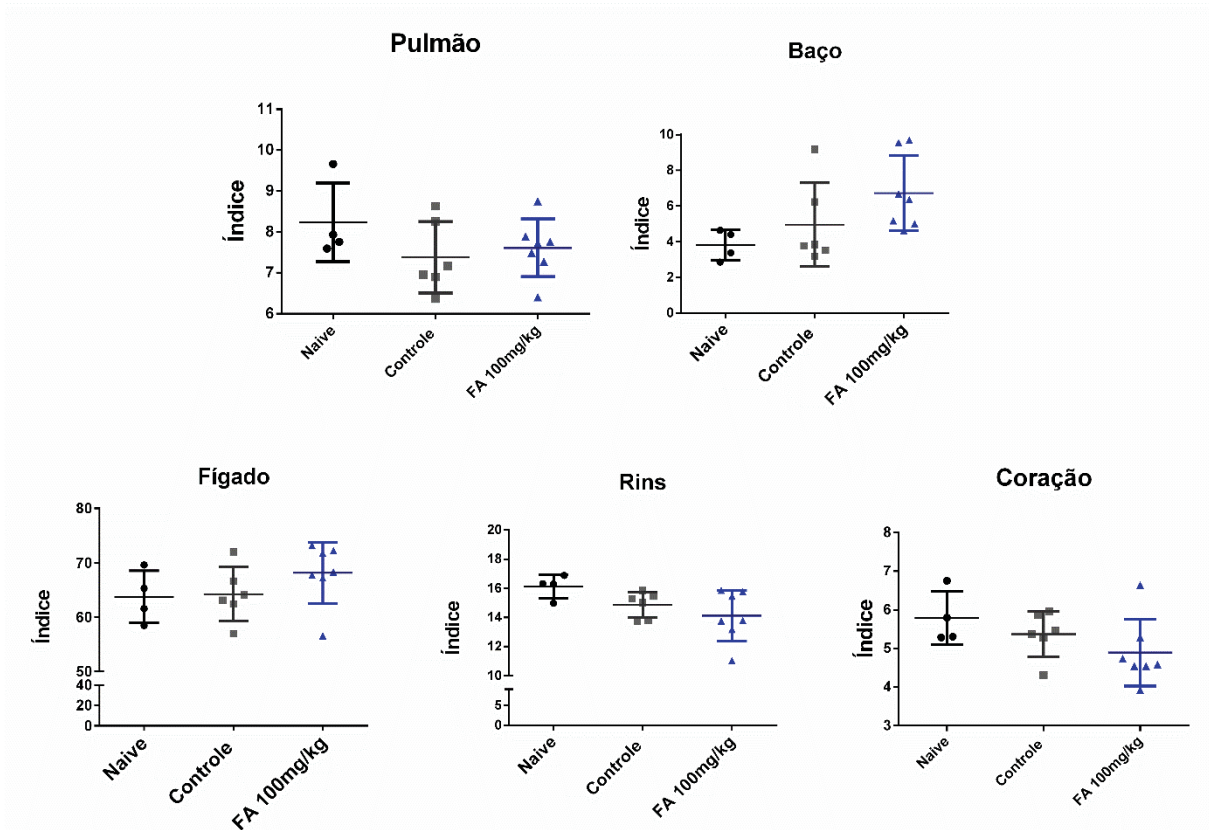 Pulmão
Índice
11
10
9
8
7
6
Naive
Controle
FA 100mg/kg
Baço
Índice
10
8
6
4
2
0
Naive
Controle
FA 100mg/kg
Fígado
Índice
80
70
60
50
40
20
0
Naive
Controle
FA 100mg/kg
Rins
Índice
20
18
16
14
12
10
5
0
Naive
Controle
FA 100mg/kg
Coração
Índice
8
7
6
5
4
3
Naive
Controle
FA 100mg/kg